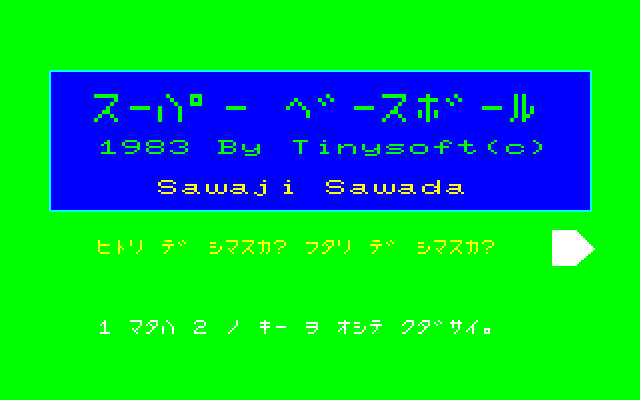 スーパー ベースボール
1983 By Tinysoft(c)
Sawaji Sawada
ヒトリ デ シマスカ? フタリ デ シマスカ?
1 マタハ 2 ノ キー ヲ オシテ クダサイ。